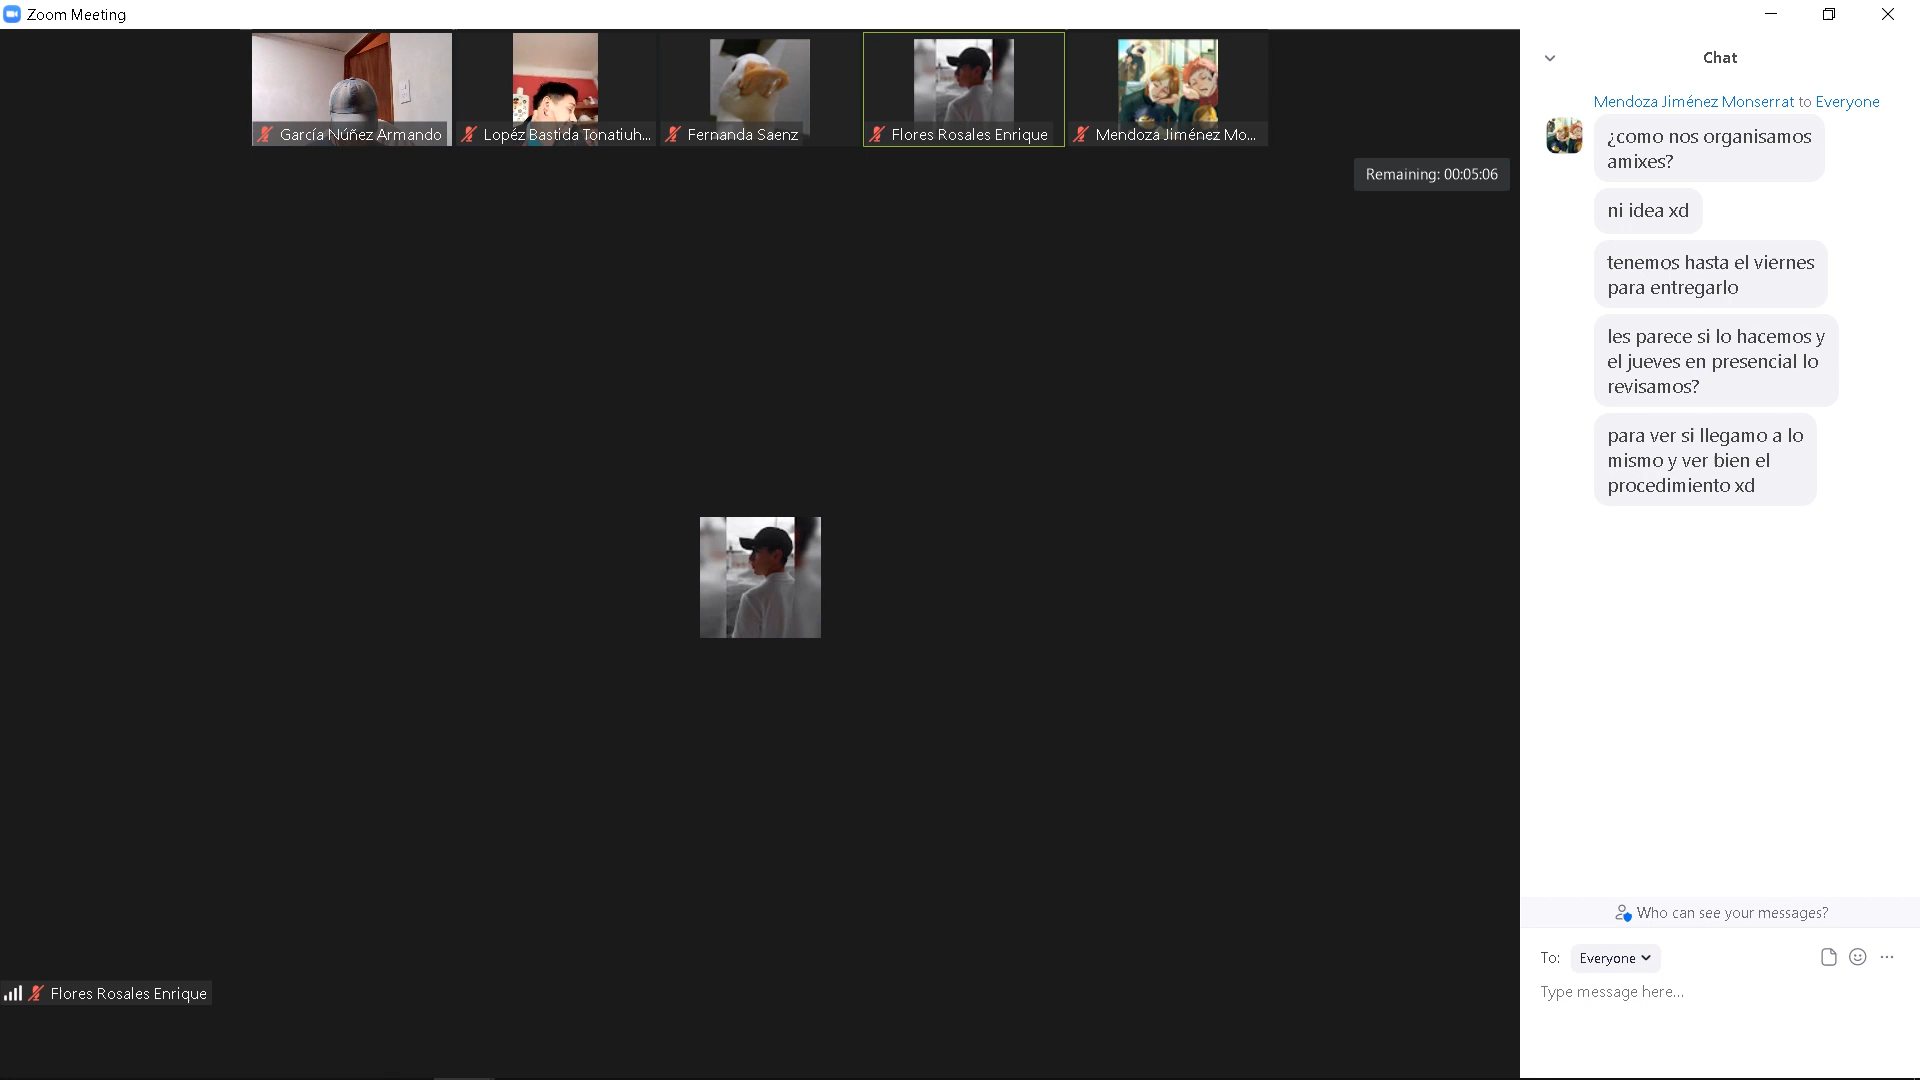 Zoom Meeting
García Núñez Armando
Lopéz Bastida Tonatiuh...
Fernanda Saenz
Flores Rosales Enrique
Mendoza Jiménez Mo...
Remaining: 00:05:06
Flores Rosales Enrique
Chat
Mendoza Jiménez Monserrat to Everyone
¿como nos organisamos
amixes?
ni idea xd
tenemos hasta el viernes
para entregarlo
les parece si lo hacemos y
el jueves en presencial lo
revisamos?
para ver si llegamo a lo
mismo y ver bien el
procedimiento xd
Who can see your messages?
To: Everyone
Type message here...